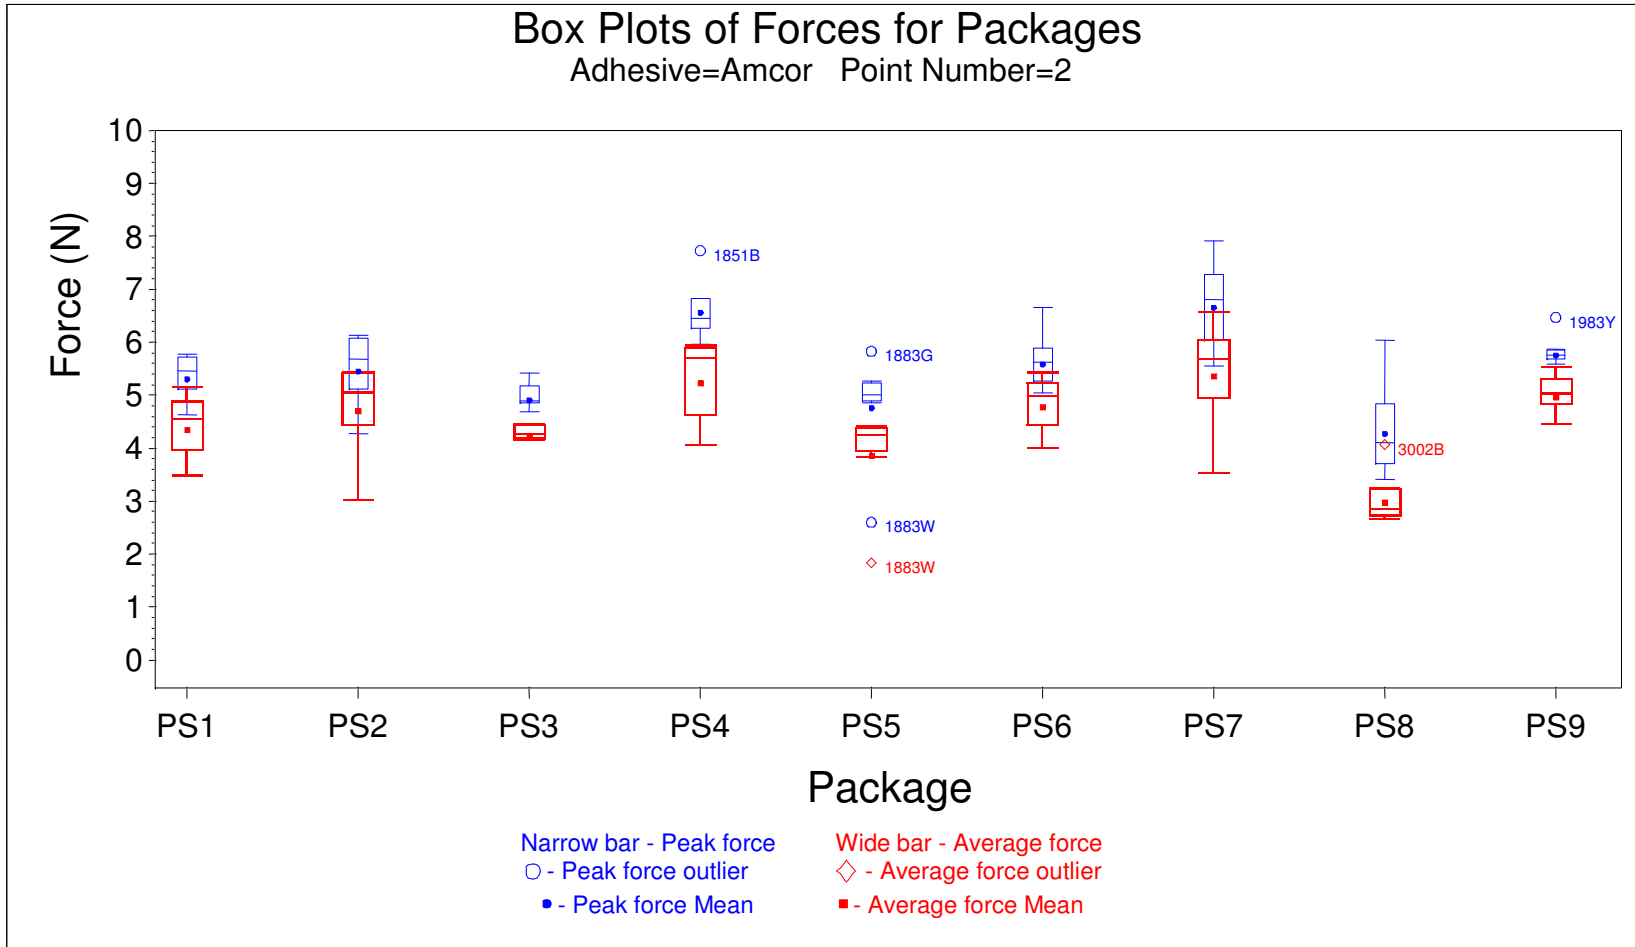 Box Plots of Forces for Packages
Adhesive=Amcor   Point Number=2
Force (N)
10
9
8
7
6
5
4
3
2
1
0
1851B
1883G
1883W
1883W
3002B
1983Y
PS1 PS2 PS3 PS4 PS5 PS6 PS7 PS8 PS9
Package
Narrow bar - Peak force
- Peak force outlier
- Peak force Mean
Wide bar - Average force
- Average force outlier
- Average force Mean